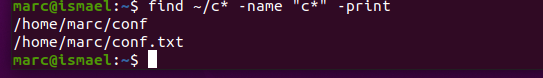 marc@ismael:~$ find ~/c* -name "c*" -print
/home/marc/conf
/home/marc/conf.txt
marc@ismael:~$